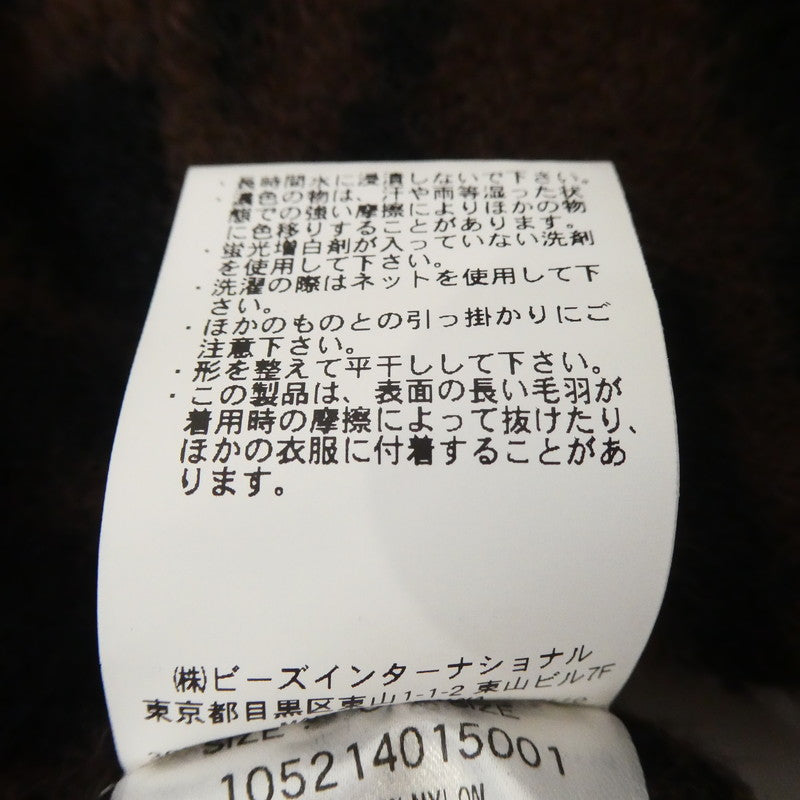 ・長時間水に浸漬しないで下さい。
・濃色の物は、汗や雨等湿った状
態での強い摩擦によりほかの物
に色移りすることがあります。
・蛍光増白剤が入っていない洗剤
を使用して下さい。
・洗濯の際はネットを使用して下
さい。
・ほかのものとの引っ掛かりにご
注意下さい。
・形を整えて平干しして下さい。
・この製品は、表面の長い毛羽が
着用時の摩擦によって抜けたり、
ほかの衣服に付着することがあ
ります。
(株)ビーズインターナショナル
東京都目黒区東山1-1-2 東山ビル7F
SIZE
105214015001
NYLON